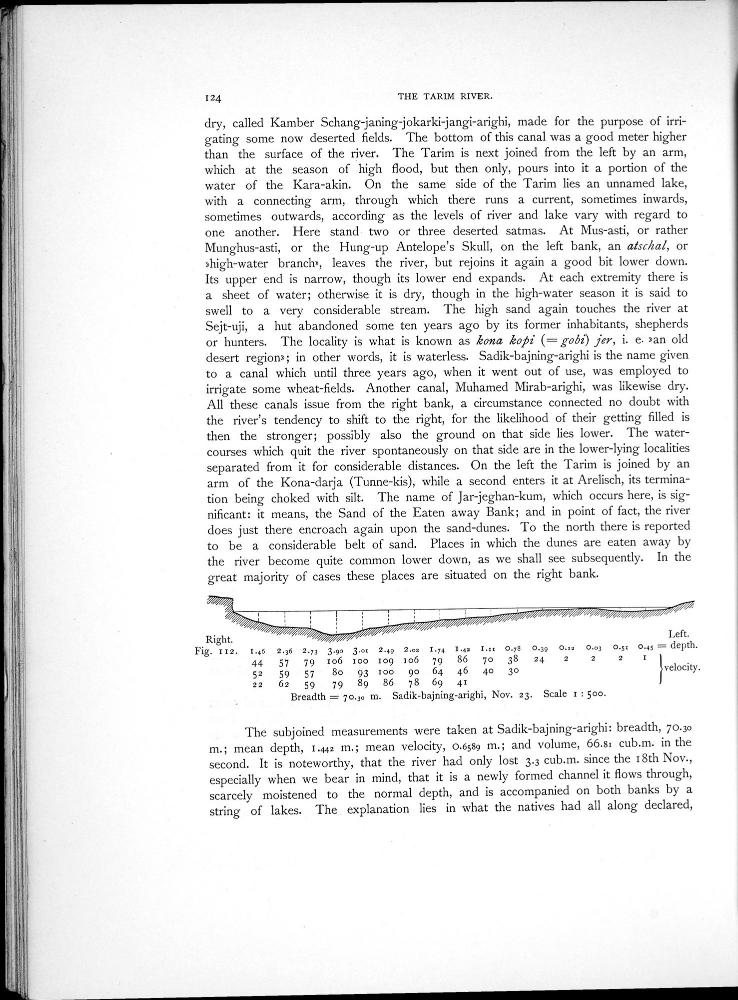 124 THE TARIM RIVER.
dry, called Kamber Schang-janing-jokarki-jangi-arighi, made for the purpose of irri-
gating some now deserted fields. The bottom of this canal was a good meter higher
than the surface of the river. The Tarim is next joined from the left by an arm,
which at the season of high flood, but then only, pours into it a portion of the
water of the Kara-akin. On the same side of the Tarim lies an unnamed lake,
with a connecting arm, through which there runs a current, sometimes inwards,
sometimes outwards, according as the levels of river and lake vary with regard to
one another. Here stand two or three deserted satmas. At Mus-asti, or rather
Munghus-asti, or the Hung-up Antelope's Skull, on the left bank, an atschal, or
»high-water branch», leaves the river, but rejoins it again a good bit lower down.
Its upper end is narrow, though its lower end expands. At each extremity there is
a sheet of water; otherwise it is dry, though in the high-water season it is said to
swell to a very considerable stream. The high sand again touches the river at
Sejt-uji, a hut abandoned some ten years ago by its former inhabitants, shepherds
or hunters. The locality is what is known as kona kopi (= gobi) jer, i. e. »an old
desert region»; in other words, it is waterless. Sadik-bajning-arighi is the name given
to a canal which until three years ago, when it went out of use, was employed to
irrigate some wheat-fields. Another canal, Muhamed Mirab-arighi, was likewise dry.
All these canals issue from the right bank, a circumstance connected no doubt with
the river's tendency to shift to the right, for the likelihood of their getting filled is
then the stronger; possibly also the ground on that side lies lower. The water-
courses which quit the river spontaneously on that side are in the lower-lying localities
separated from it for considerable distances. On the left the Tarim is joined by an
arm of the Kona-darja (Tunne-kis), while a second enters it at Arelisch, its termina-
tion being choked with silt. The name of Jar-jeghan-kum, which occurs here, is sig-
nificant: it means, the Sand of the Eaten away Bank; and in point of fact, the river
does just there encroach again upon the sand-dunes. To the north there is reported
to be a considerable belt of sand. Places in which the dunes are eaten away by
the river become quite common lower down, as we shall see subsequently. In the
great majority of cases these places are situated on the right bank.
Right. Left.
Fig. 112. 1.46 2.36 2.73 3.90 3.01 2.49 2.02 1.74 1.42 1.11 0.78 0.39 0.12 0.03 0.51 0.45 = depth.
44 57 79 106 100 109 106 79 86 70 38 24 2 2 2 1
52 59 57 80 93 100 90 64 46 40 30 velocity.
22 62 59 79 89 86 78 69 41
Breadth = 70.30 m. Sadik-bajning-arighi, Nov. 23. Scale 1 : 500.
The subjoined measurements were taken at Sadik-bajning-arighi: breadth, 70.30
m.; mean depth, 1.442 m.; mean velocity, 0.6589 m.; and volume, 66.81 cub.m. in the
second. It is noteworthy, that the river had only lost 3.3 cub.m. since the 18th Nov.,
especially when we bear in mind, that it is a newly formed channel it flows through,
scarcely moistened to the normal depth, and is accompanied on both banks by a
string of lakes. The explanation lies in what the natives had all along declared,